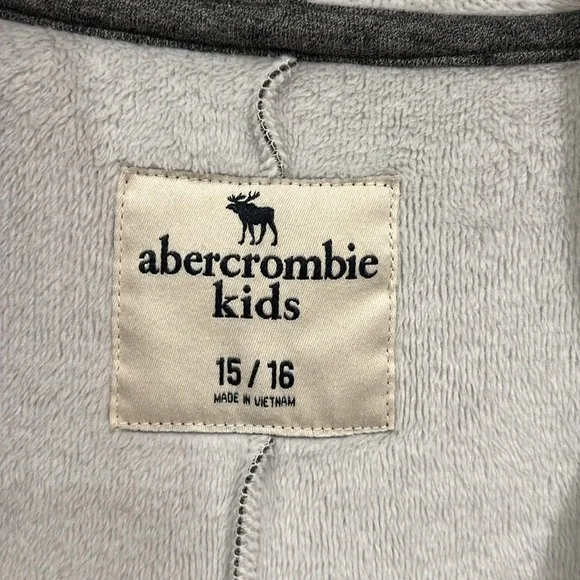 abercrombie
kids
15 / 16
MADE IN VIETNAM